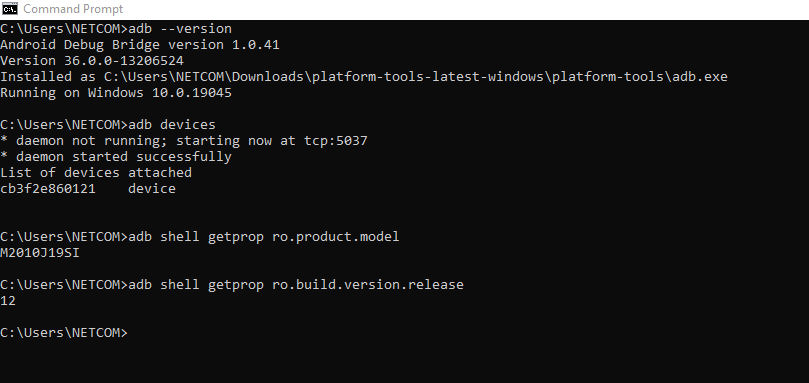 Command Prompt
C:\Users\NETCOM>adb --version
Android Debug Bridge version 1.0.41
Version 36.0.0-13206524
Installed as C:\Users\NETCOM\Downloads\platform-tools-latest-windows\platform-tools\adb.exe
Running on Windows 10.0.19045
C:\Users\NETCOM>adb devices
* daemon not running; starting now at tcp:5037
* daemon started successfully
List of devices attached
cb3f2e860121    device
C:\Users\NETCOM>adb shell getprop ro.product.model
M2010J19SI
C:\Users\NETCOM>adb shell getprop ro.build.version.release
12
C:\Users\NETCOM>